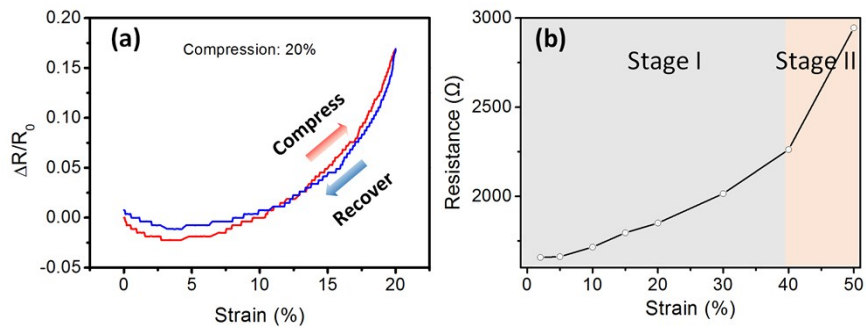 (a)
Compression: 20%
0.20
0.15
0.10
0.05
0.00
-0.05
ΔR/R₀
Compress
Recover
0 5 10 15 20
Strain (%)
(b)
Stage I
Stage II
3000
2500
2000
1500
Resistance (Ω)
0 10 20 30 40 50
Strain (%)